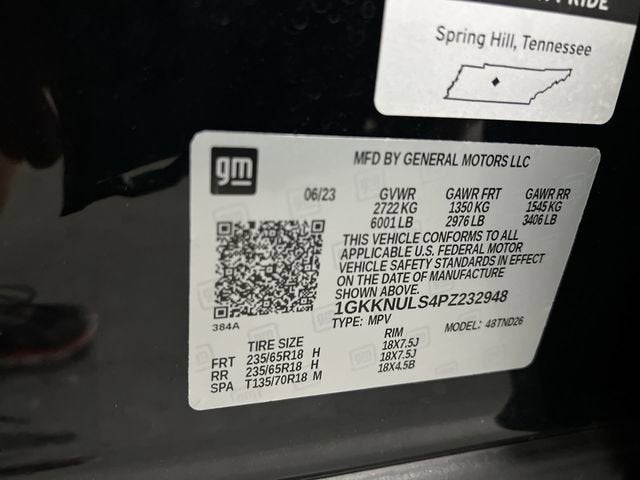 PRIDE
Spring Hill, Tennessee
gm
MFD BY GENERAL MOTORS LLC
06/23 GVWR GAWR FRT GAWR RR
2722 KG 1350 KG 1545 KG
6001 LB 2976 LB 3406 LB
THIS VEHICLE CONFORMS TO ALL
APPLICABLE U.S. FEDERAL MOTOR
VEHICLE SAFETY STANDARDS IN EFFECT
ON THE DATE OF MANUFACTURE
SHOWN ABOVE.
1GKKNULS4PZ232948
384A
TYPE: MPV MODEL: 48TND26
TIRE SIZE RIM
FRT 235/65R18 H 18X7.5J
RR 235/65R18 H 18X7.5J
SPA T135/70R18 M 18X4.5B